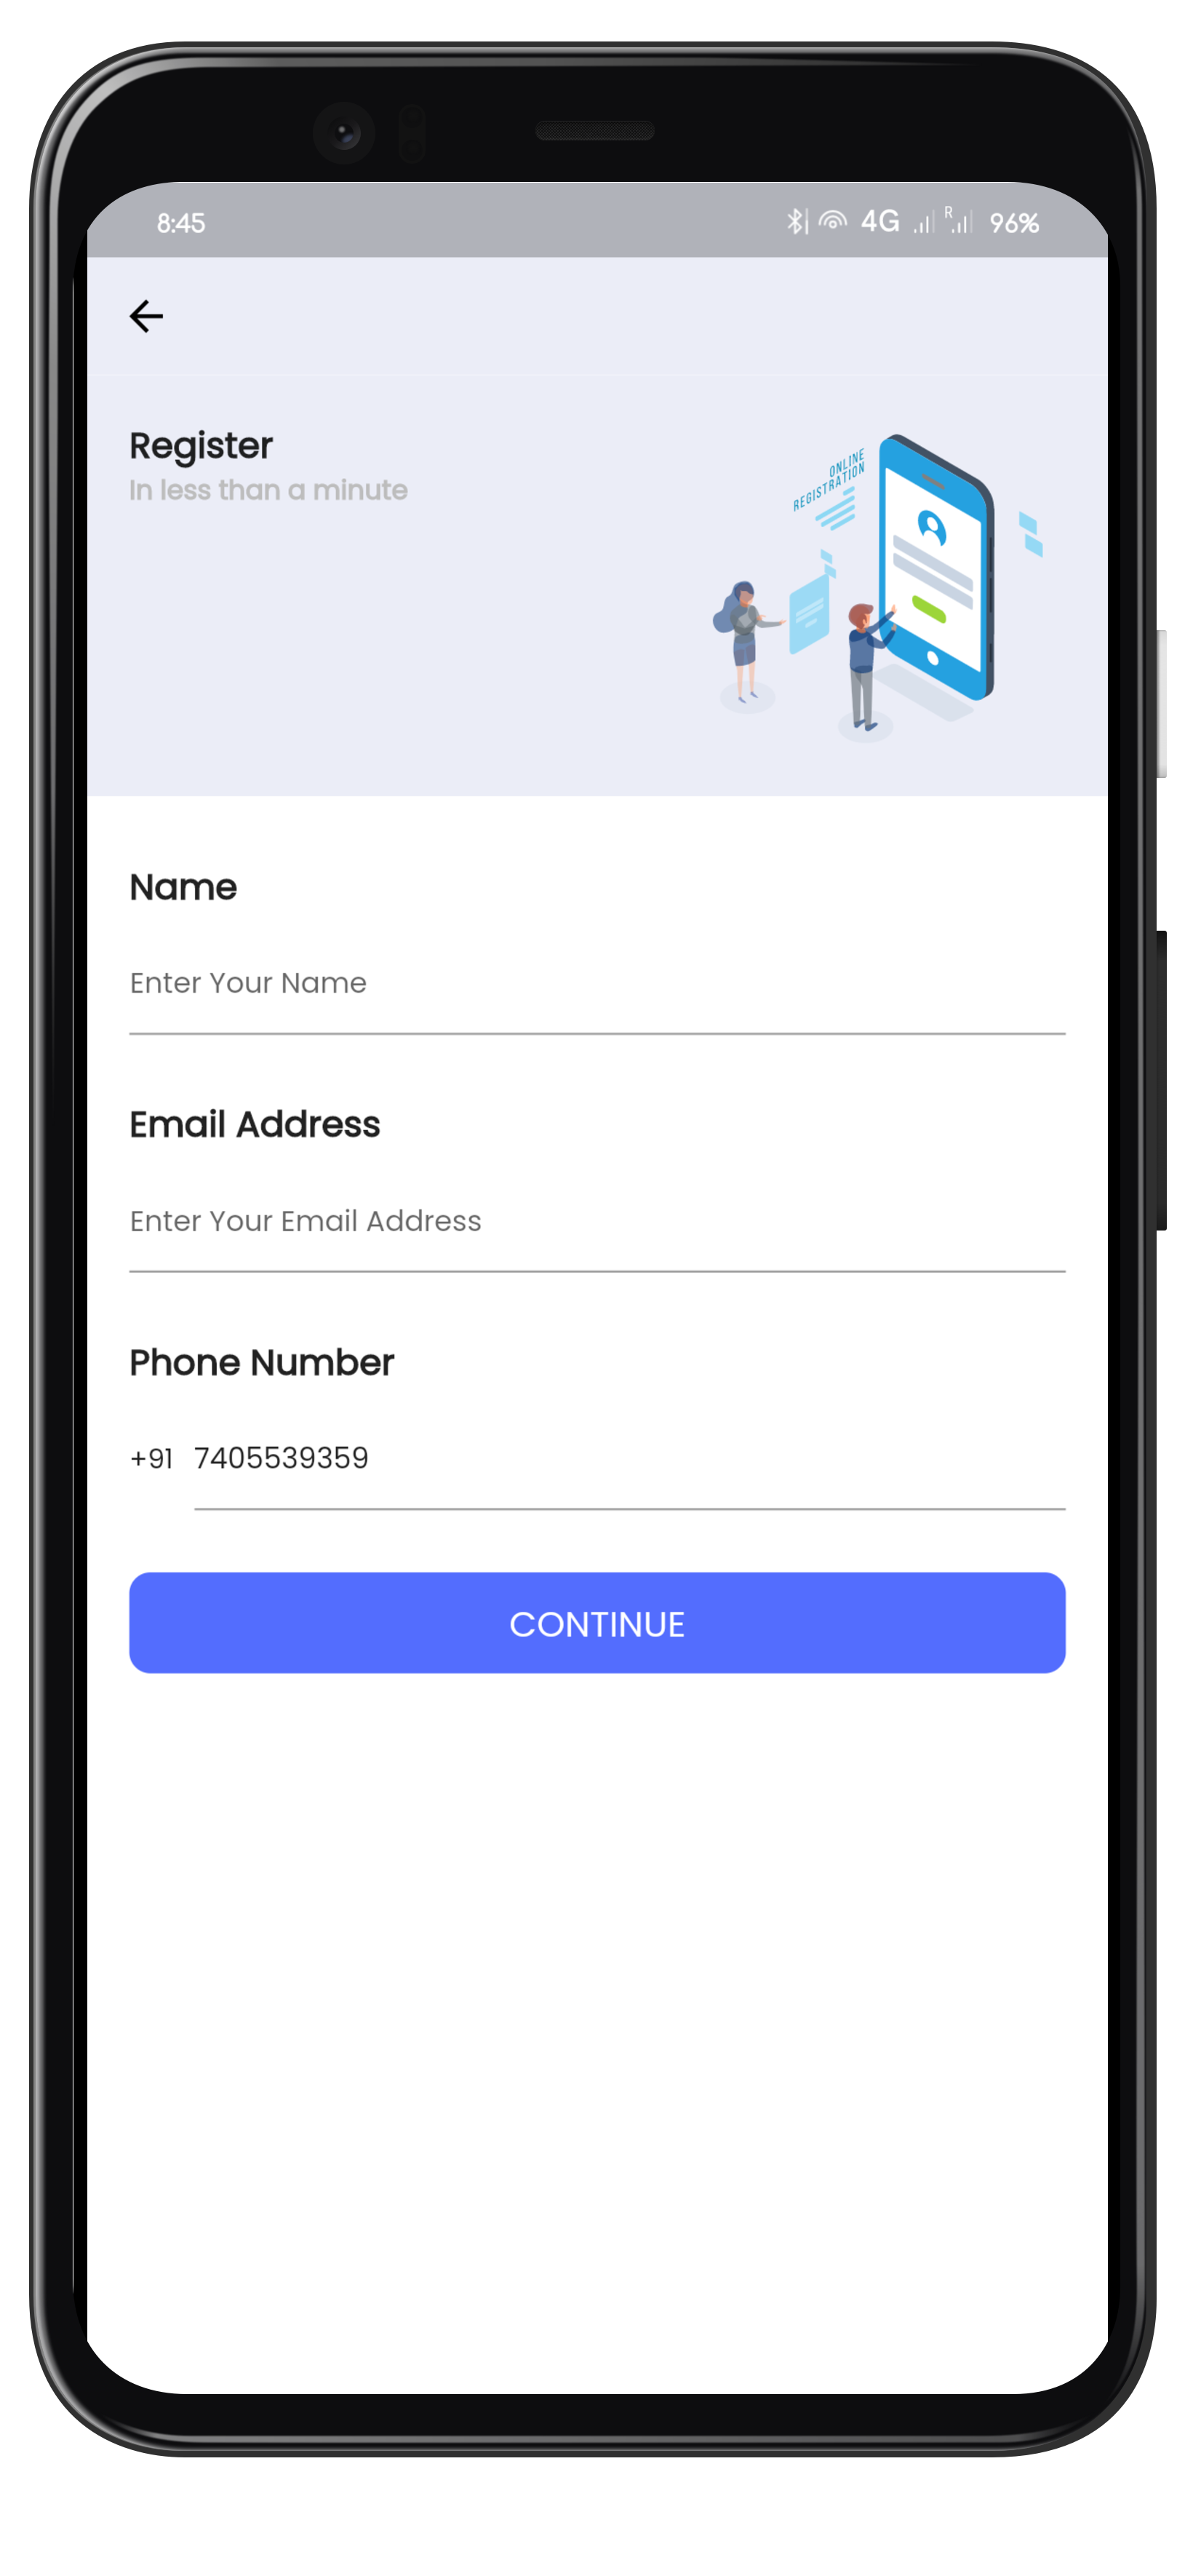 8:45 4G R 96%
Register
In less than a minute
ONLINE
REGISTRATION
Name
Enter Your Name
Email Address
Enter Your Email Address
Phone Number
+91 7405539359
CONTINUE